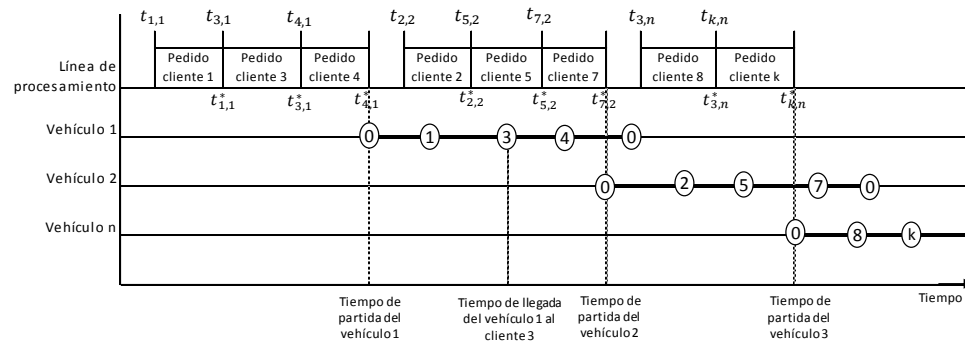 t1,1 t3,1 t4,1 t2,2 t5,2 t7,2 t3,n tk,n
Línea de procesamiento
Pedido cliente 1
Pedido cliente 3
Pedido cliente 4
Pedido cliente 2
Pedido cliente 5
Pedido cliente 7
Pedido cliente 8
Pedido cliente k
t*1,1 t*3,1 t*4,1 t*2,2 t*5,2 t*7,2 t*3,n t*k,n
Vehículo 1
0 1 3 4 0
Vehículo 2
0 2 5 7 0
Vehículo n
0 8 k
Tiempo de
partida del
vehículo 1
Tiempo de llegada
del vehículo 1 al
cliente 3
Tiempo de
partida del
vehículo 2
Tiempo de
partida del
vehículo 3
Tiempo